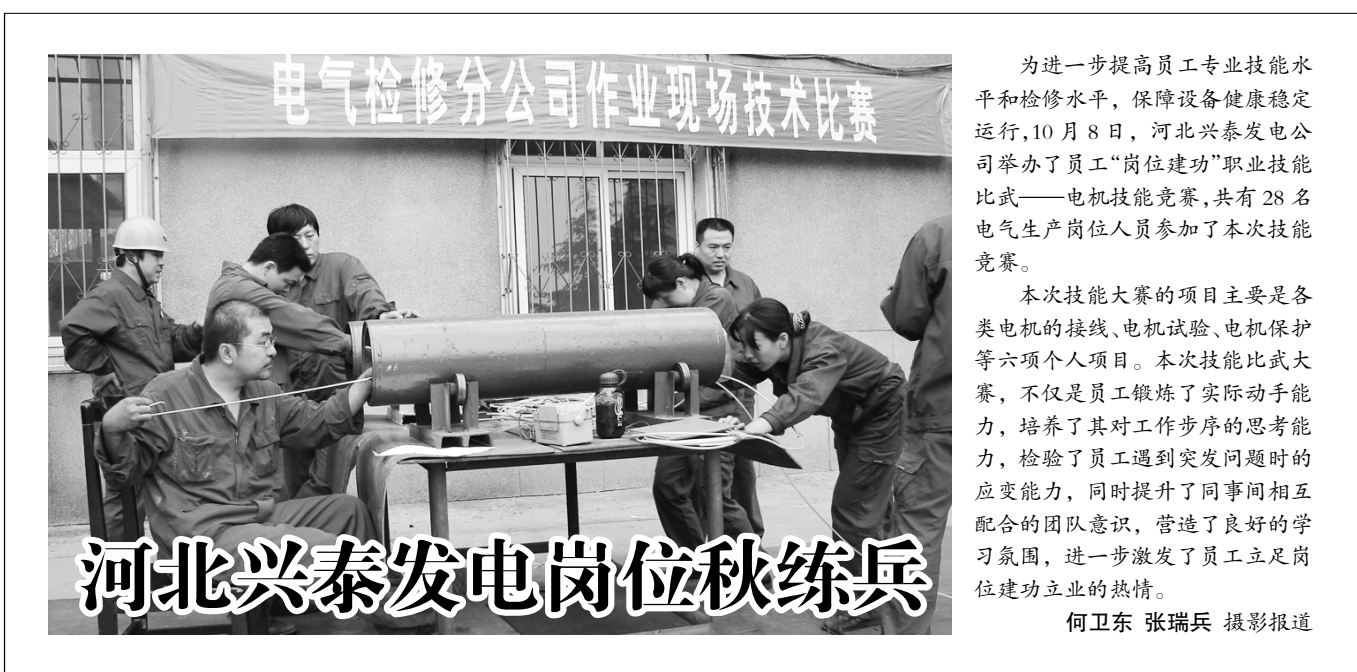 电气检修分公司作业现场技术比赛
#6
河北兴泰发电岗位秋练兵
为进一步提高员工专业技能水
平和检修水平，保障设备健康稳定
运行,10 月 8 日，河北兴泰发电公
司举办了员工“岗位建功”职业技能
比武——电机技能竞赛,共有 28 名
电气生产岗位人员参加了本次技能
竞赛。
本次技能大赛的项目主要是各
类电机的接线、电机试验、电机保护
等六项个人项目。本次技能比武大
赛，不仅是员工锻炼了实际动手能
力，培养了其对工作步序的思考能
力，检验了员工遇到突发问题时的
应变能力，同时提升了同事间相互
配合的团队意识，营造了良好的学
习氛围，进一步激发了员工立足岗
位建功立业的热情。
何卫东 张瑞兵 摄影报道